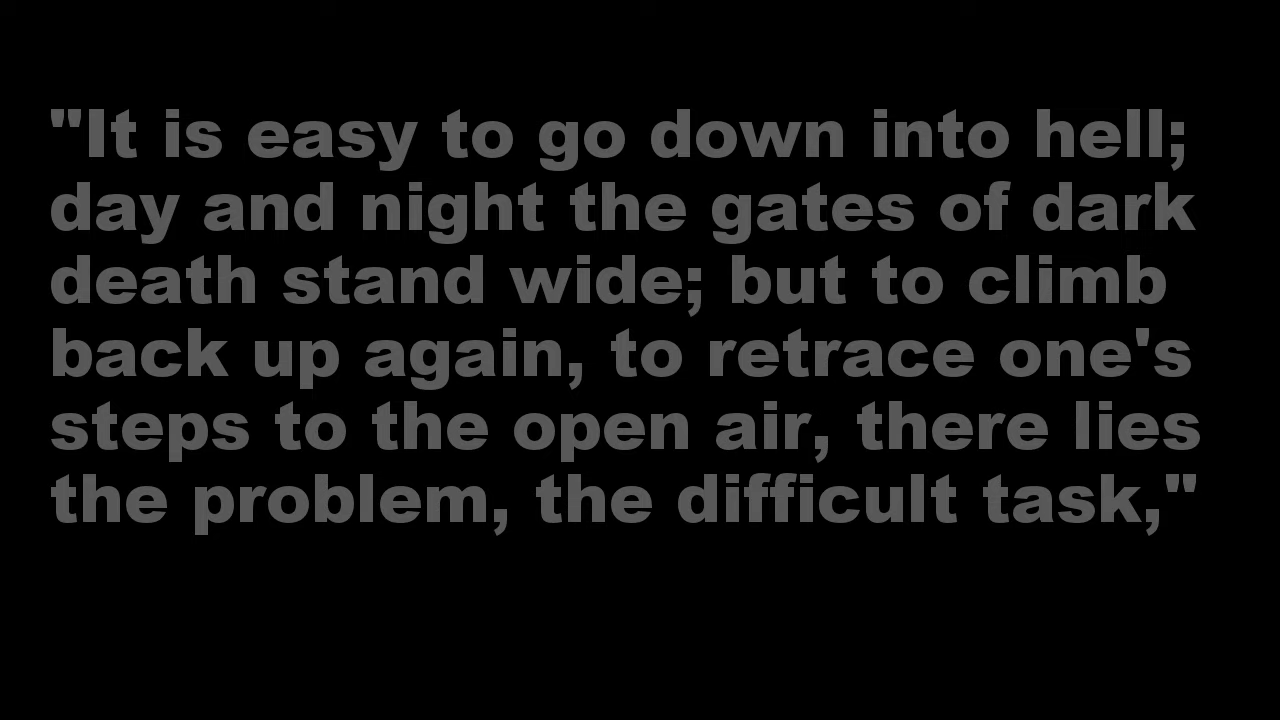 "It is easy to go down into hell;
day and night the gates of dark
death stand wide; but to climb
back up again, to retrace one's
steps to the open air, there lies
the problem, the difficult task,"